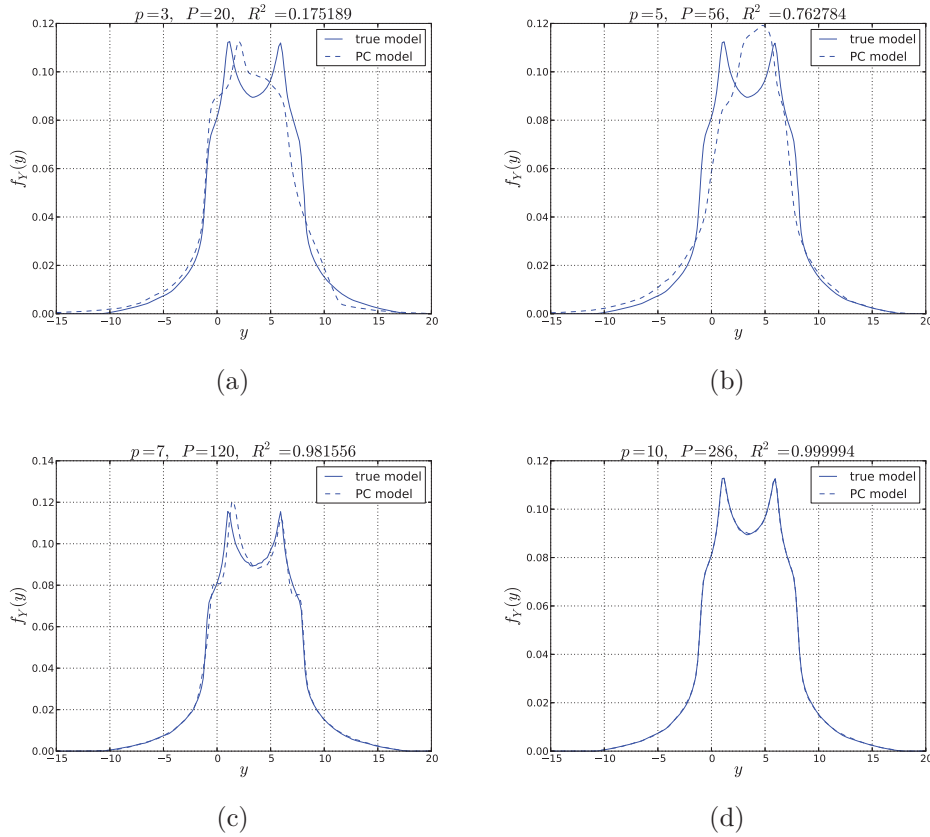 p=3, P=20, R²=0.175189
0.12
0.10
0.08
0.06
0.04
0.02
0.00
f_Y(y)
true model
PC model
−15 −10 −5 0 5 10 15 20
y
(a)
p=5, P=56, R²=0.762784
0.12
0.10
0.08
0.06
0.04
0.02
0.00
f_Y(y)
true model
PC model
−15 −10 −5 0 5 10 15 20
y
(b)
p=7, P=120, R²=0.981556
0.14
0.12
0.10
0.08
0.06
0.04
0.02
0.00
f_Y(y)
true model
PC model
−15 −10 −5 0 5 10 15 20
y
(c)
p=10, P=286, R²=0.999994
0.12
0.10
0.08
0.06
0.04
0.02
0.00
f_Y(y)
true model
PC model
−15 −10 −5 0 5 10 15 20
y
(d)